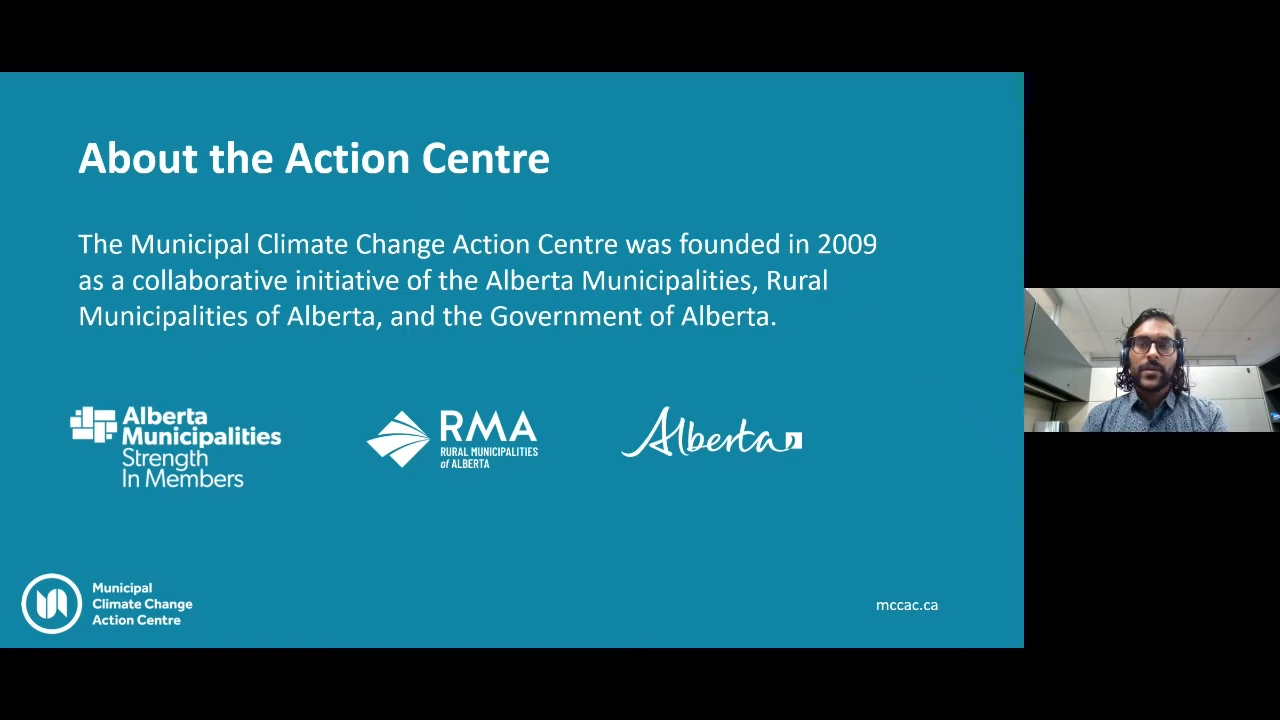 About the Action Centre
The Municipal Climate Change Action Centre was founded in 2009
as a collaborative initiative of the Alberta Municipalities, Rural
Municipalities of Alberta, and the Government of Alberta.
Alberta
Municipalities
Strength
In Members
RMA
RURAL MUNICIPALITIES
of ALBERTA
Alberta
Municipal
Climate Change
Action Centre
mccac.ca